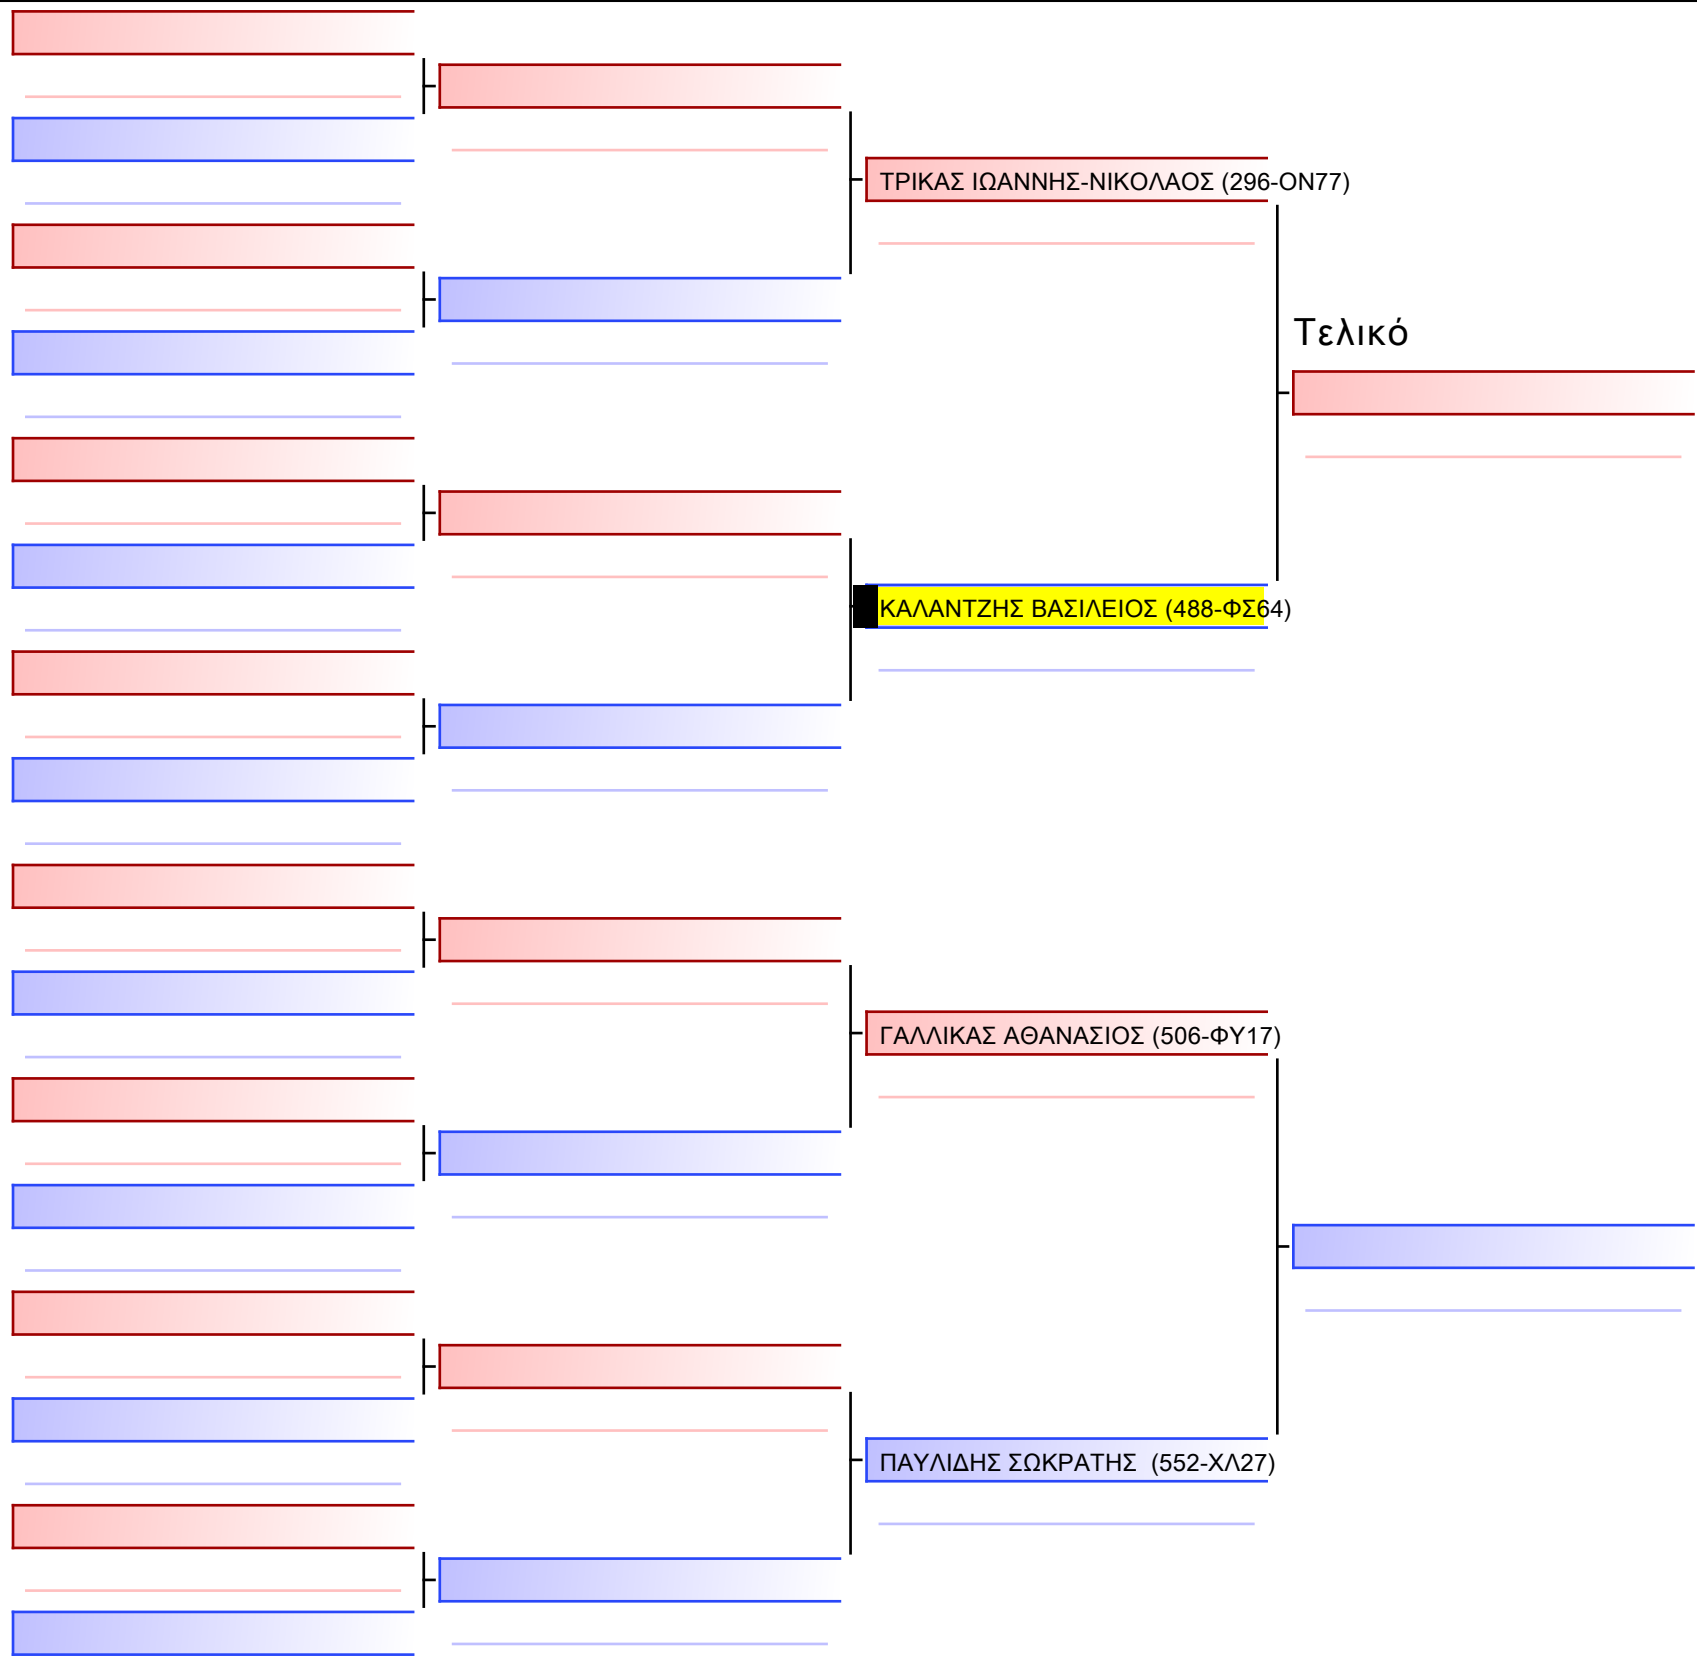 ΤΡΙΚΑΣ ΙΩΑΝΝΗΣ-ΝΙΚΟΛΑΟΣ (296-ΟΝ77)
Τελικό
ΚΑΛΑΝΤΖΗΣ ΒΑΣΙΛΕΙΟΣ (488-ΦΣ64)
ΓΑΛΛΙΚΑΣ ΑΘΑΝΑΣΙΟΣ (506-ΦΥ17)
ΠΑΥΛΙΔΗΣ ΣΩΚΡΑΤΗΣ  (552-ΧΛ27)